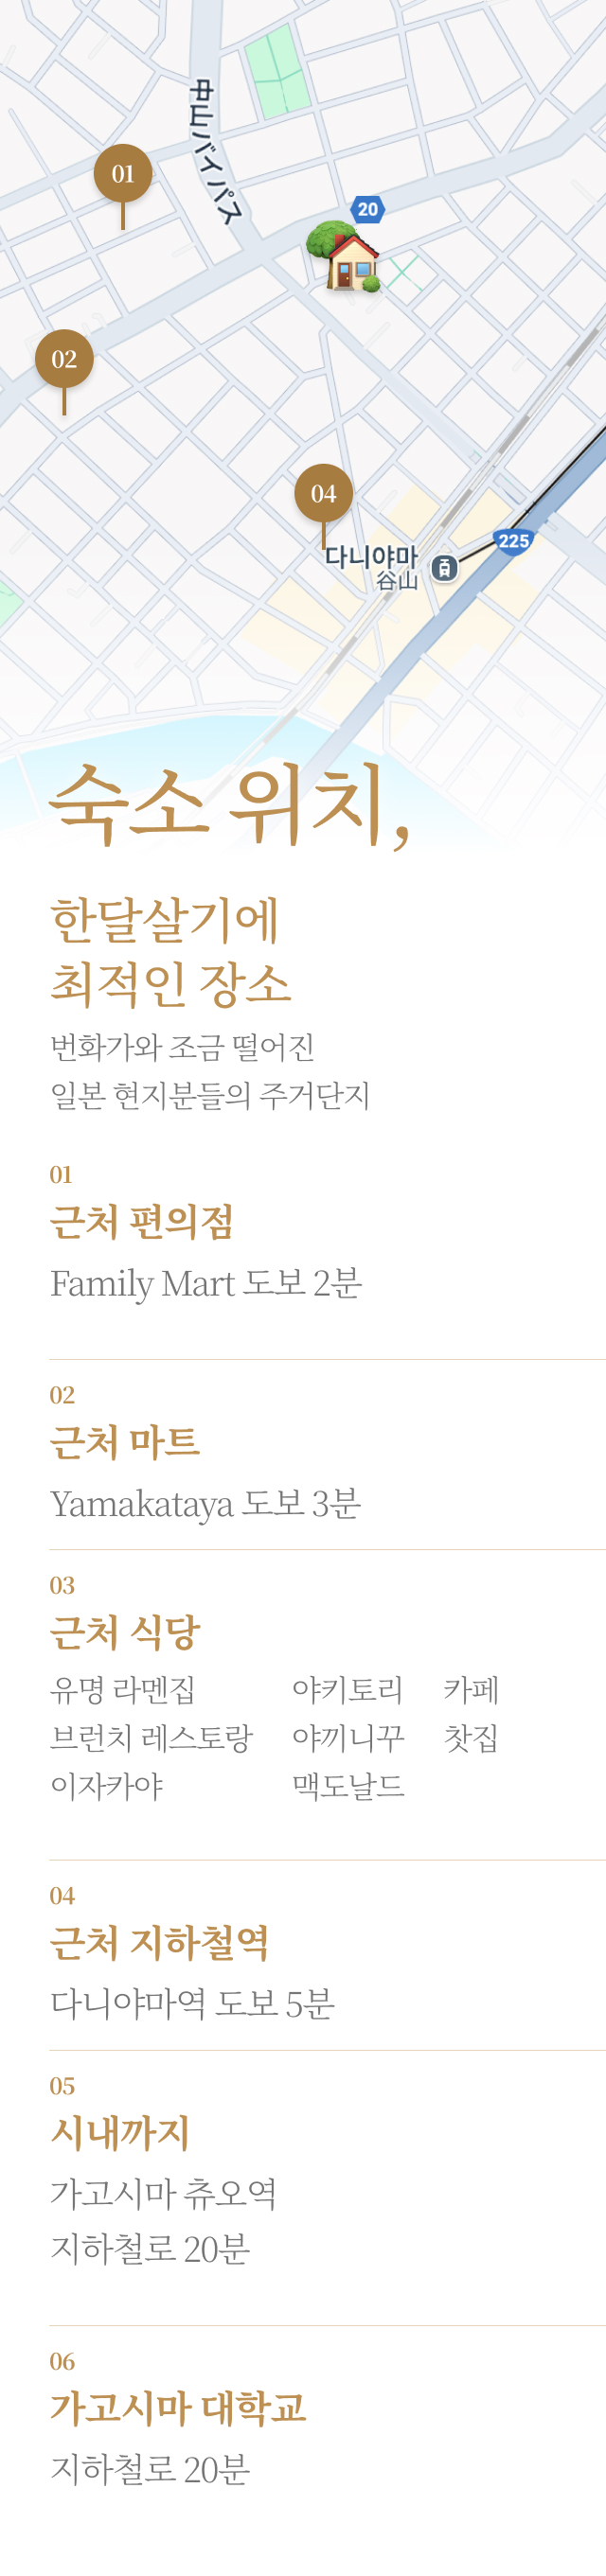 中山バイパス
01
20
02
04
다니야마
谷山
225
숙소 위치,
한달살기에
최적인 장소
번화가와 조금 떨어진
일본 현지분들의 주거단지
01
근처 편의점
Family Mart 도보 2분
02
근처 마트
Yamakataya 도보 3분
03
근처 식당
유명 라멘집 야키토리 카페
브런치 레스토랑 야끼니꾸 찻집
이자카야 맥도날드
04
근처 지하철역
다니야마역 도보 5분
05
시내까지
가고시마 츄오역
지하철로 20분
06
가고시마 대학교
지하철로 20분